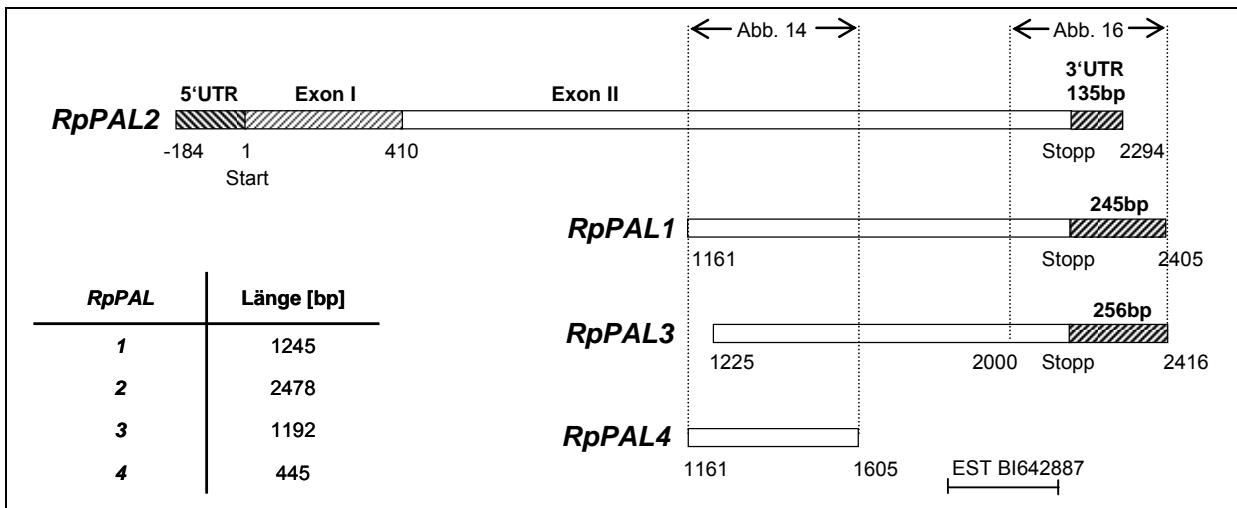 Abb. 14 Abb. 16
3‘UTR
5‘UTR Exon I Exon II 135bp
RpPAL2
-184 1 410 Stopp 2294
Start
245bp
RpPAL1
1161 Stopp 2405
RpPAL Länge [bp]
256bp
1 1245
RpPAL3
2 2478
1225 2000 Stopp 2416
3 1192
RpPAL4
4 445
1161 1605 EST BI642887